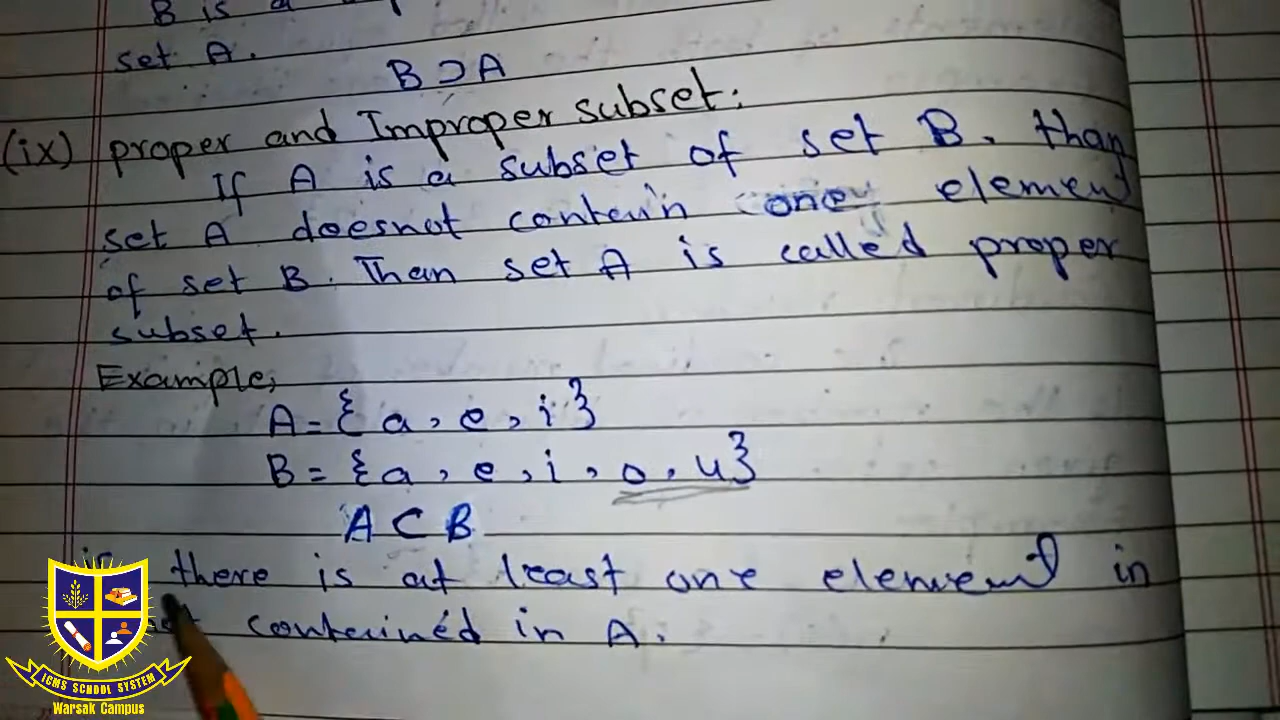 B is a
set A.
B ⊃ A
(ix) proper and Improper subset:
If A is a subset of set B. than
set A doesnot contain one element
of set B. Than set A is called proper
subset.
Example,
A = { a , e , i }
B = { a , e , i , o , u }
A ⊂ B
there is at least one element in
contained in A.
ICMS SCHOOL SYSTEM
Warsak Campus